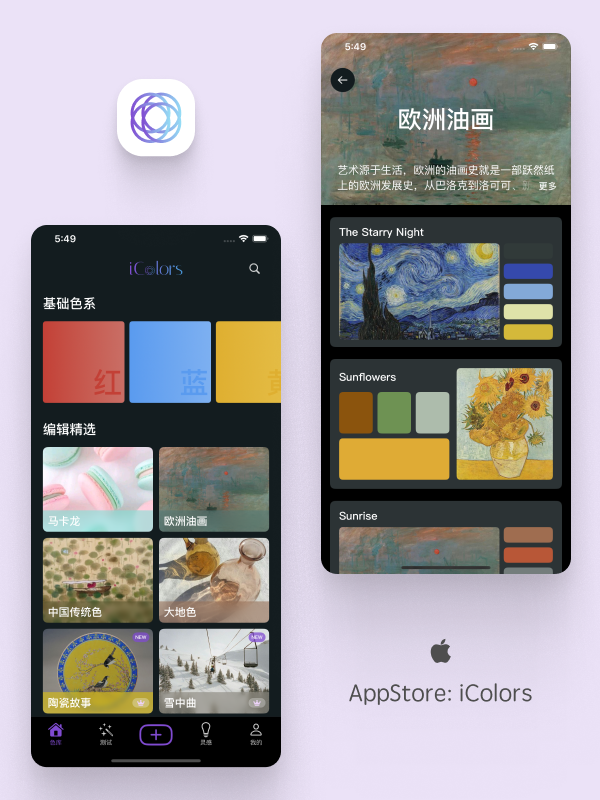 5:49
iColors
基础色系
红
蓝
黄
编辑精选
马卡龙
欧洲油画
中国传统色
大地色
NEW
NEW
陶瓷故事
雪中曲
色库
测试
灵感
我的
5:49
欧洲油画
艺术源于生活，欧洲的油画史就是一部跃然纸
上的欧洲发展史，从巴洛克到洛可可、 更多
The Starry Night
Sunflowers
Sunrise
AppStore: iColors